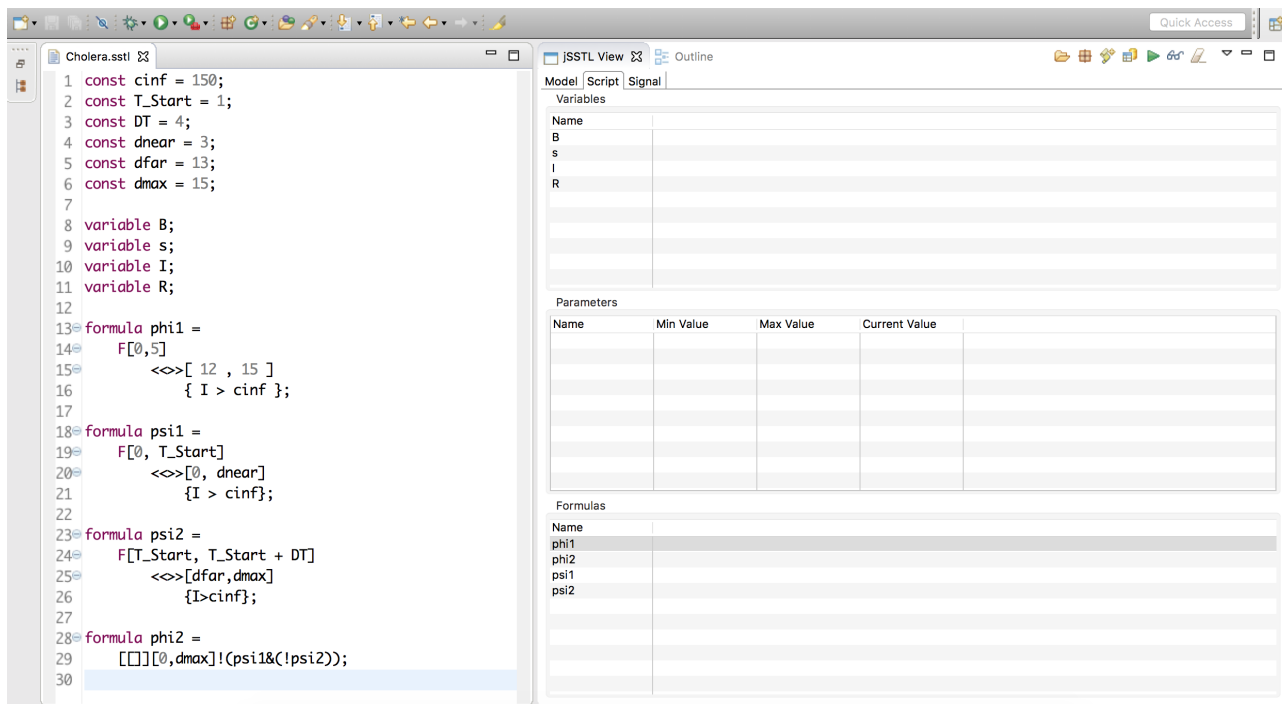 Quick Access
Cholera.sstl
1 const cinf = 150;
2 const T_Start = 1;
3 const DT = 4;
4 const dnear = 3;
5 const dfar = 13;
6 const dmax = 15;
7
8 variable B;
9 variable s;
10 variable I;
11 variable R;
12
13 formula phi1 =
14 F[0,5]
15 <<>>[ 12 , 15 ]
16 { I > cinf };
17
18 formula psi1 =
19 F[0, T_Start]
20 <<>>[0, dnear]
21 {I > cinf};
22
23 formula psi2 =
24 F[T_Start, T_Start + DT]
25 <<>>[dfar,dmax]
26 {I>cinf};
27
28 formula phi2 =
29 [[]][0,dmax]!(psi1&(!psi2));
30
jSSTL View Outline
Model Script Signal
Variables
Name
B
s
I
R
Parameters
Name Min Value Max Value Current Value
Formulas
Name
phi1
phi2
psi1
psi2